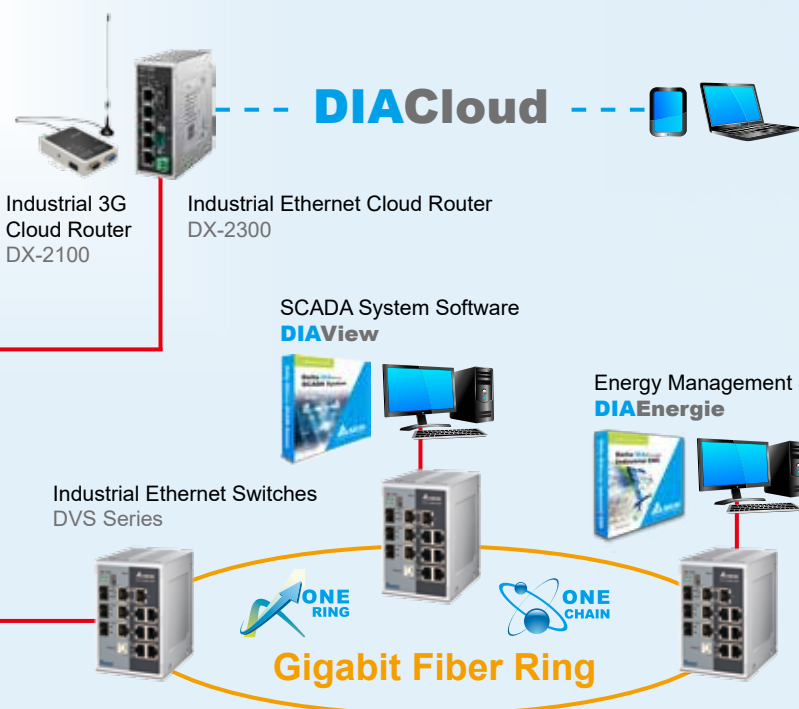 DIACloud
Industrial 3G
Cloud Router
DX-2100
Industrial Ethernet Cloud Router
DX-2300
SCADA System Software
DIAView
Energy Management
DIAEnergie
Industrial Ethernet Switches
DVS Series
ONE
RING
ONE
CHAIN
Gigabit Fiber Ring